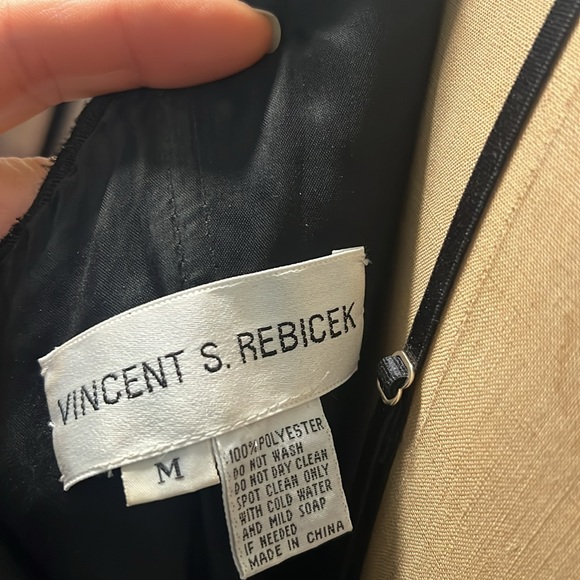 VINCENT S. REBICEK
M
100% POLYESTER
DO NOT WASH
DO NOT DRY CLEAN
SPOT CLEAN ONLY
WITH COLD WATER
AND MILD SOAP
IF NEEDED
MADE IN CHINA